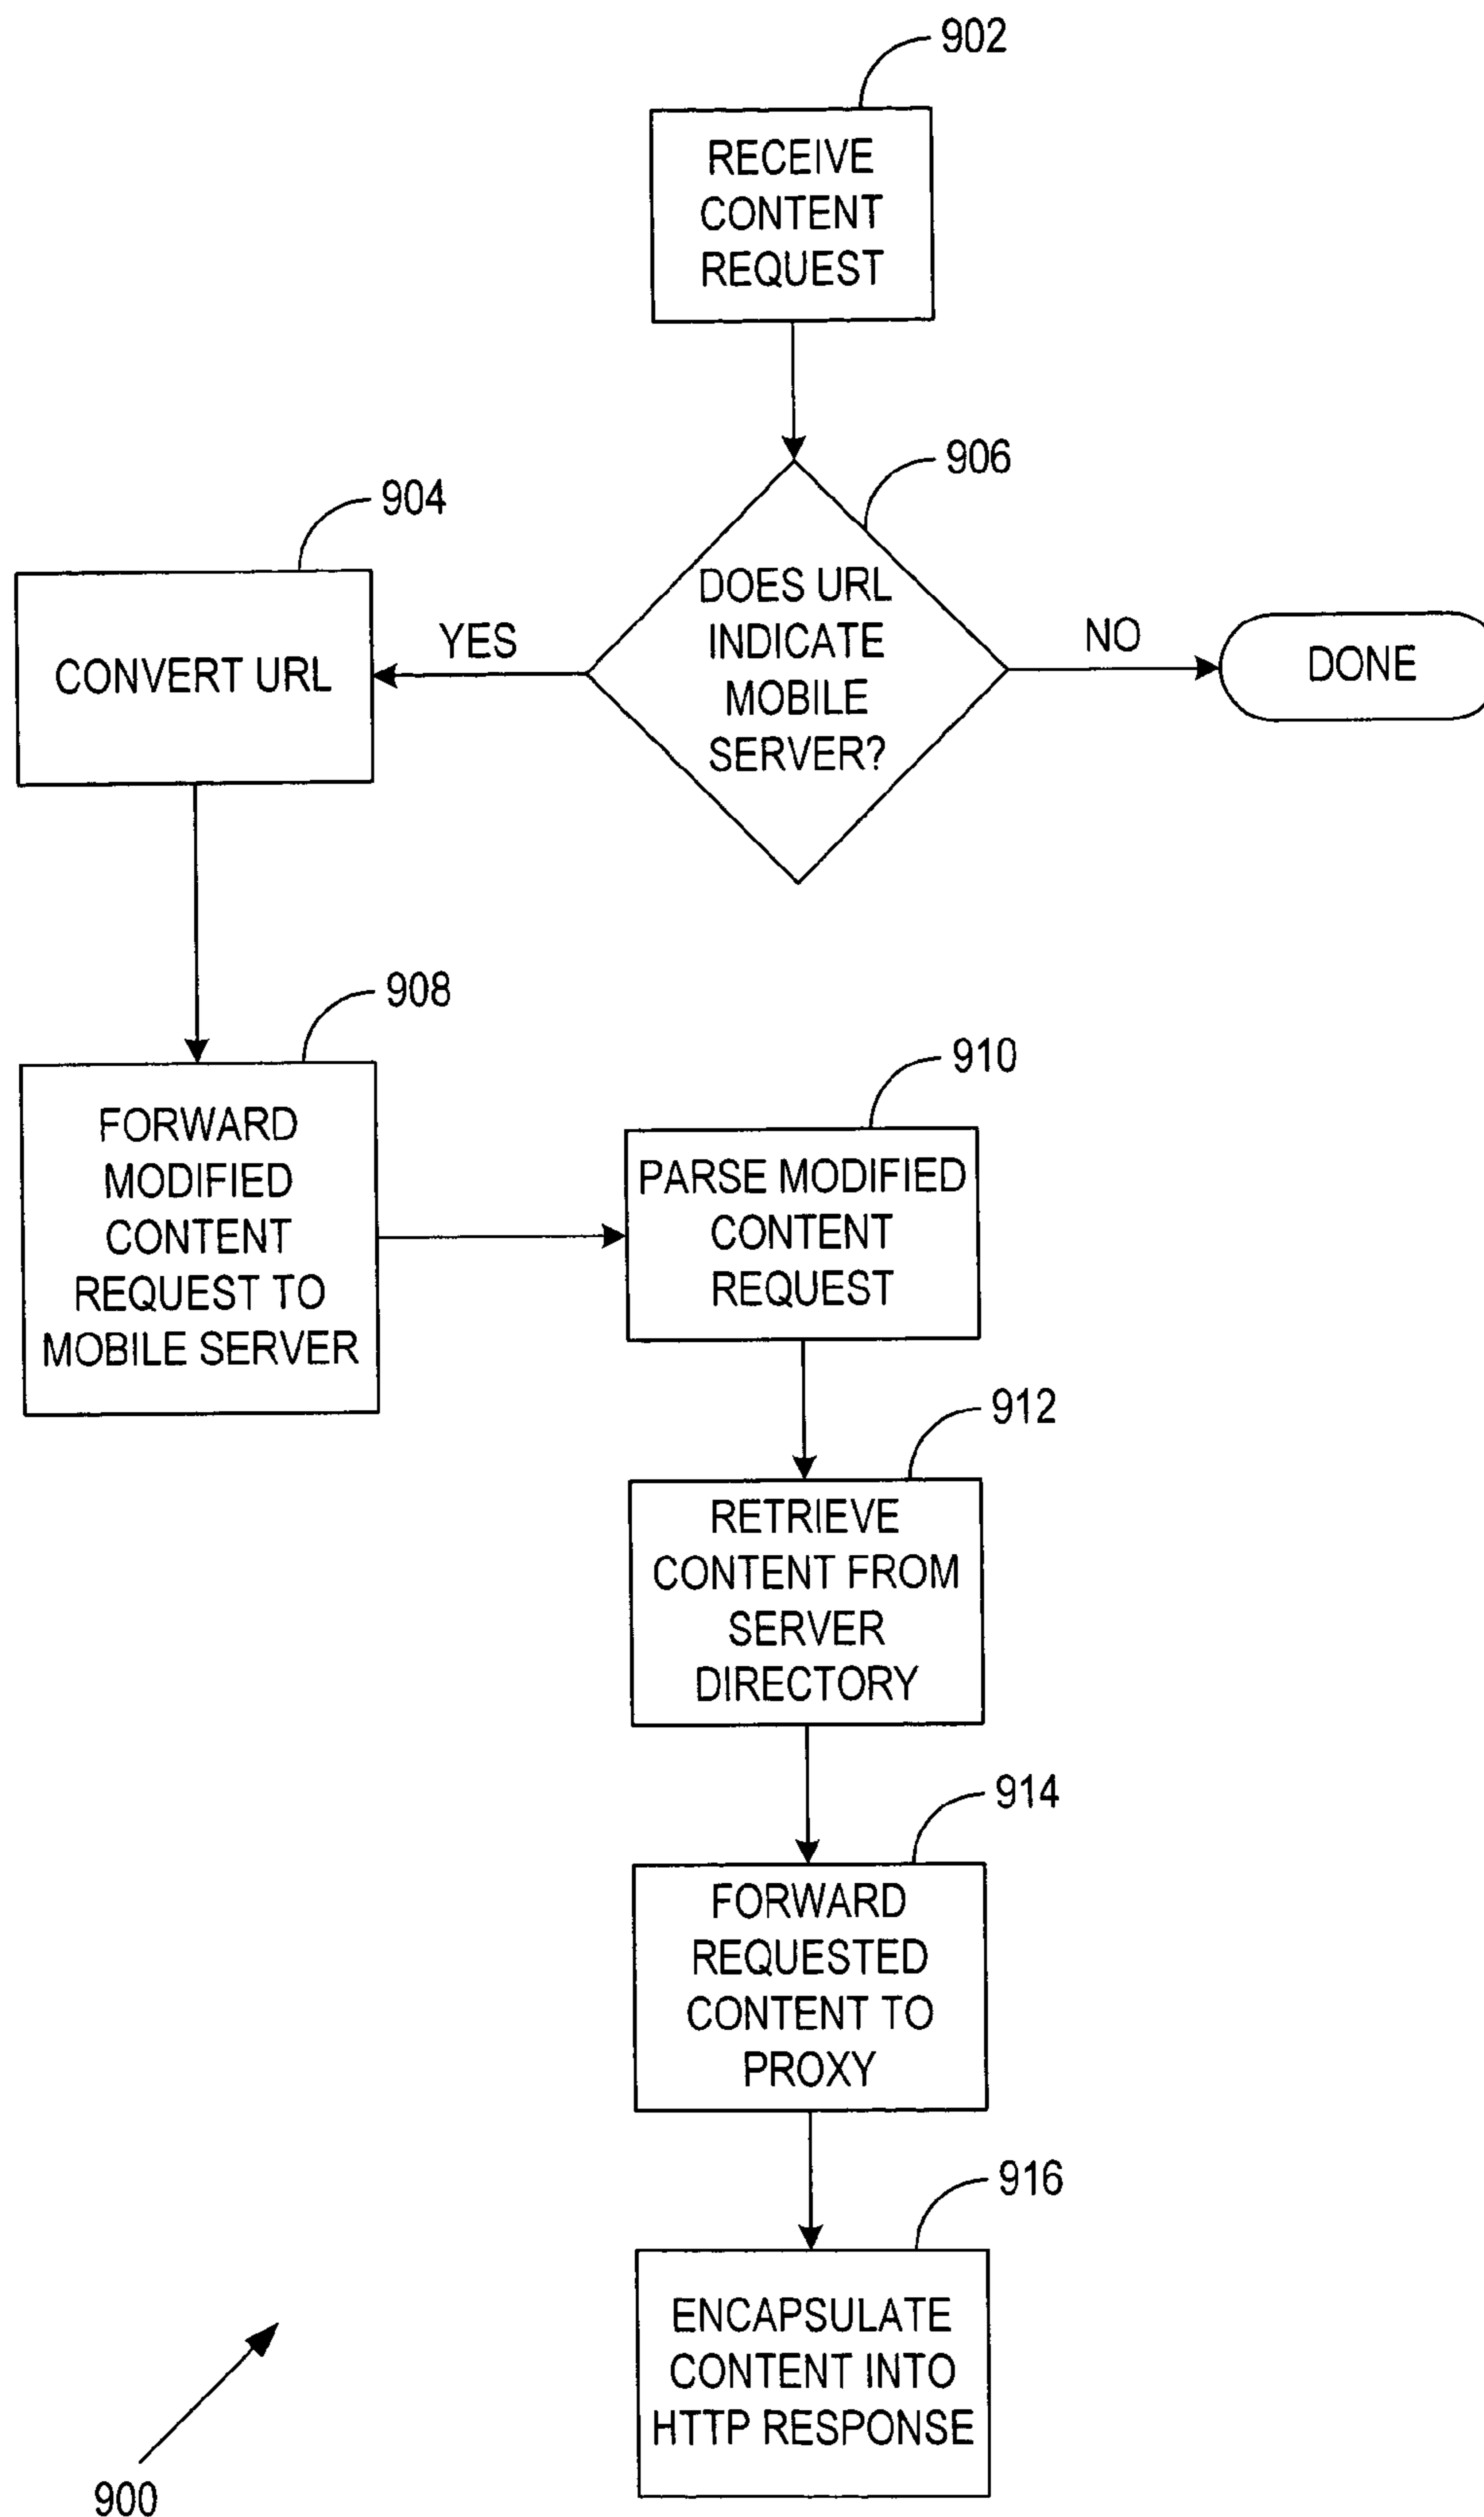 902
RECEIVE
CONTENT
REQUEST
906
DOES URL
INDICATE
MOBILE
SERVER?
YES
NO
DONE
904
CONVERT URL
908
FORWARD
MODIFIED
CONTENT
REQUEST TO
MOBILE SERVER
910
PARSE MODIFIED
CONTENT
REQUEST
912
RETRIEVE
CONTENT FROM
SERVER
DIRECTORY
914
FORWARD
REQUESTED
CONTENT TO
PROXY
916
ENCAPSULATE
CONTENT INTO
HTTP RESPONSE
900